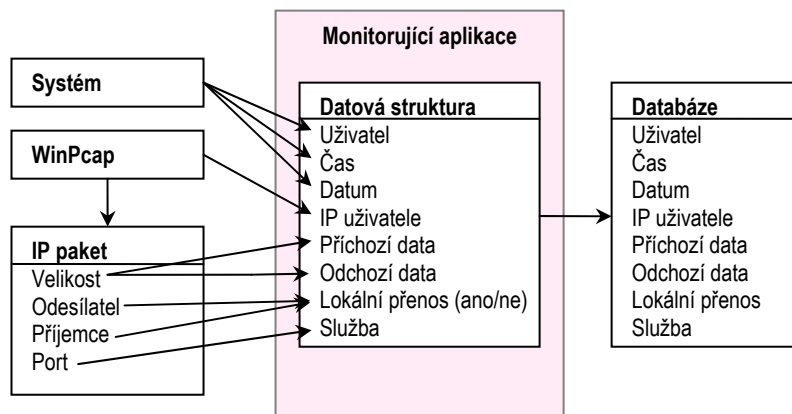 Monitorující aplikace
Systém
WinPcap
IP paket
Velikost
Odesílatel
Příjemce
Port
Datová struktura
Uživatel
Čas
Datum
IP uživatele
Příchozí data
Odchozí data
Lokální přenos (ano/ne)
Služba
Databáze
Uživatel
Čas
Datum
IP uživatele
Příchozí data
Odchozí data
Lokální přenos
Služba